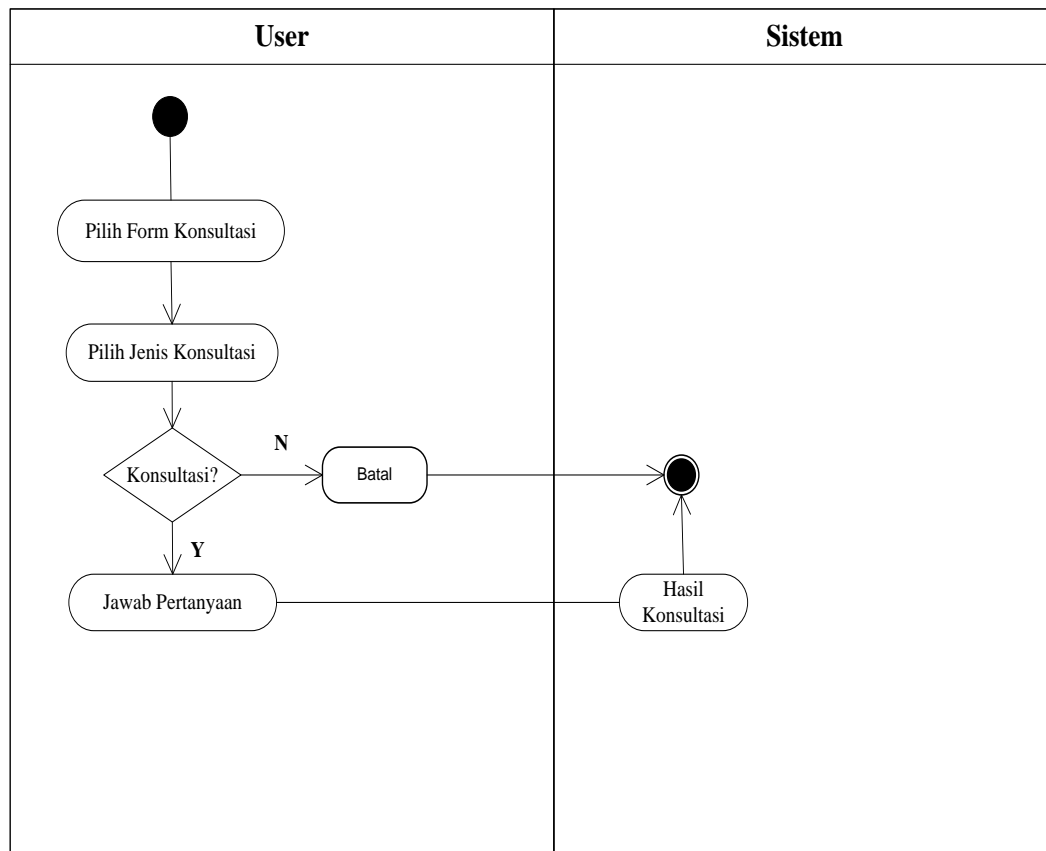 User
Sistem
Pilih Form Konsultasi
Pilih Jenis Konsultasi
Konsultasi?
N
Batal
Y
Jawab Pertanyaan
Hasil
Konsultasi